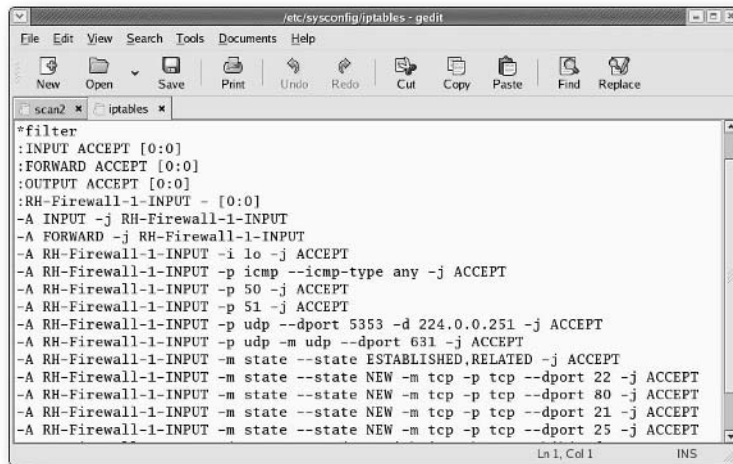 /etc/sysconfig/iptables - gedit
File Edit View Search Tools Documents Help
New Open Save Print Undo Redo Cut Copy Paste Find Replace
scan2 iptables
*filter
:INPUT ACCEPT [0:0]
:FORWARD ACCEPT [0:0]
:OUTPUT ACCEPT [0:0]
:RH-Firewall-1-INPUT - [0:0]
-A INPUT -j RH-Firewall-1-INPUT
-A FORWARD -j RH-Firewall-1-INPUT
-A RH-Firewall-1-INPUT -i lo -j ACCEPT
-A RH-Firewall-1-INPUT -p icmp --icmp-type any -j ACCEPT
-A RH-Firewall-1-INPUT -p 50 -j ACCEPT
-A RH-Firewall-1-INPUT -p 51 -j ACCEPT
-A RH-Firewall-1-INPUT -p udp --dport 5353 -d 224.0.0.251 -j ACCEPT
-A RH-Firewall-1-INPUT -p udp -m udp --dport 631 -j ACCEPT
-A RH-Firewall-1-INPUT -m state --state ESTABLISHED,RELATED -j ACCEPT
-A RH-Firewall-1-INPUT -m state --state NEW -m tcp -p tcp --dport 22 -j ACCEPT
-A RH-Firewall-1-INPUT -m state --state NEW -m tcp -p tcp --dport 80 -j ACCEPT
-A RH-Firewall-1-INPUT -m state --state NEW -m tcp -p tcp --dport 21 -j ACCEPT
-A RH-Firewall-1-INPUT -m state --state NEW -m tcp -p tcp --dport 25 -j ACCEPT
Ln 1, Col 1 INS